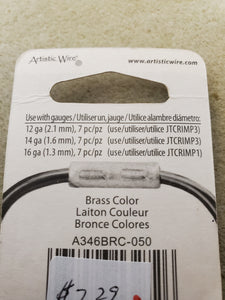 Artistic Wire®
www.artisticwire.com
Use with gauges / Utiliser un, jauge / Utilice alambre diámetro:
12 ga (2.1 mm), 7 pc/pz (use/utiliser/utilice JTCRIMP3)
14 ga (1.6 mm), 7 pc/pz (use/utiliser/utilice JTCRIMP3)
16 ga (1.3 mm), 7 pc/pz (use/utiliser/utilice JTCRIMP1)
Brass Color
Laiton Couleur
Bronce Colores
A346BRC-050
$7.29